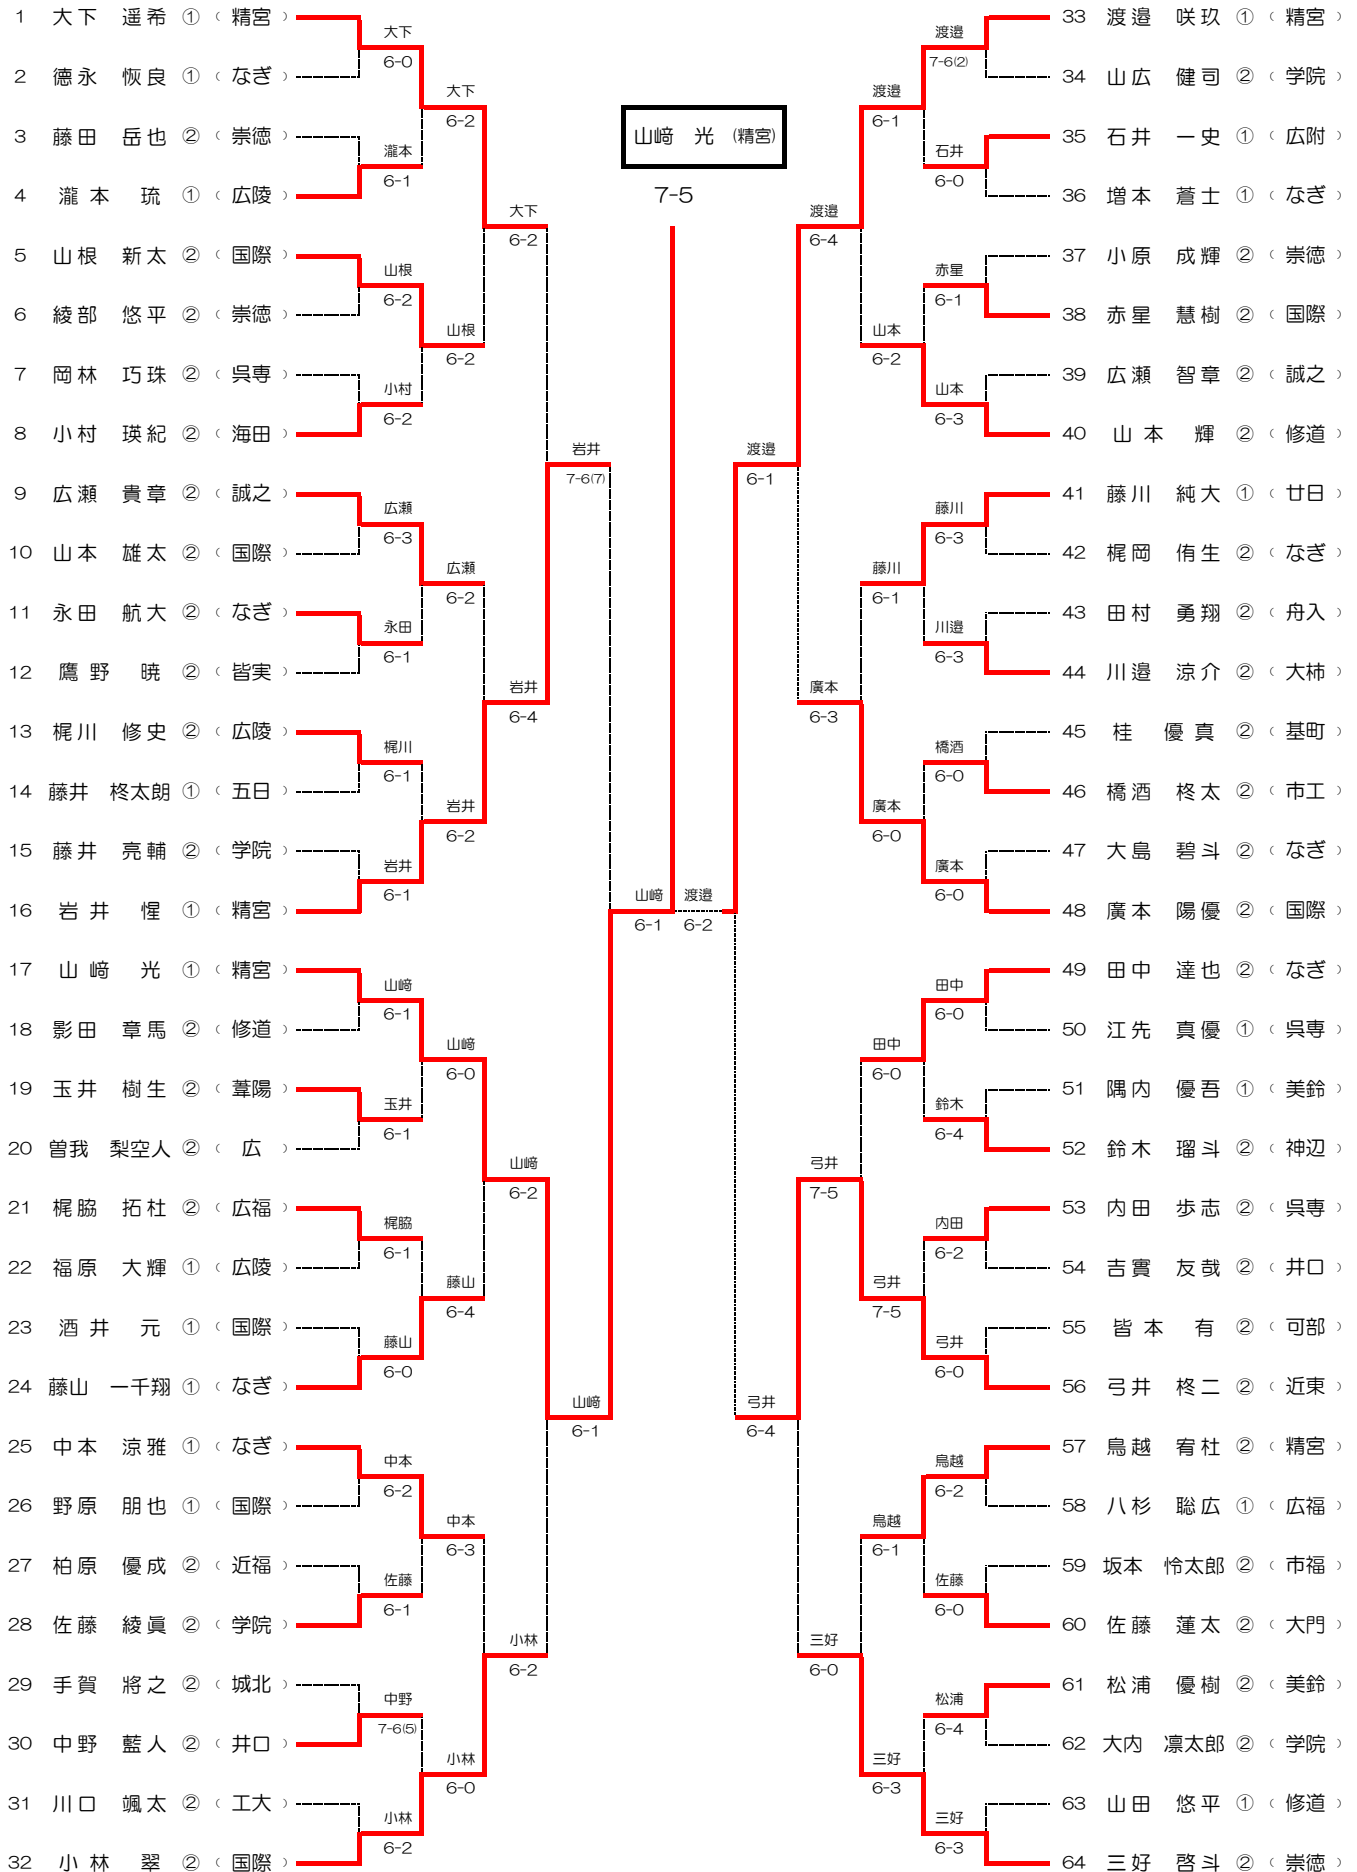 1 大下 遥希 ① （ 精宮 ）
2 德永 恢良 ① （ なぎ ）
3 藤田 岳也 ② （ 崇徳 ）
4 瀧本 琉 ① （ 広陵 ）
5 山根 新太 ② （ 国際 ）
6 綾部 悠平 ② （ 崇徳 ）
7 岡林 巧珠 ② （ 呉専 ）
8 小村 瑛紀 ② （ 海田 ）
9 広瀬 貴章 ② （ 誠之 ）
10 山本 雄太 ② （ 国際 ）
11 永田 航大 ② （ なぎ ）
12 鷹野 暁 ② （ 皆実 ）
13 梶川 修史 ② （ 広陵 ）
14 藤井 柊太朗 ① （ 五日 ）
15 藤井 亮輔 ② （ 学院 ）
16 岩井 惺 ① （ 精宮 ）
17 山﨑 光 ① （ 精宮 ）
18 影田 章馬 ② （ 修道 ）
19 玉井 樹生 ② （ 葦陽 ）
20 曽我 梨空人 ② （ 広 ）
21 梶脇 拓杜 ② （ 広福 ）
22 福原 大輝 ① （ 広陵 ）
23 酒井 元 ① （ 国際 ）
24 藤山 一千翔 ① （ なぎ ）
25 中本 涼雅 ① （ なぎ ）
26 野原 朋也 ① （ 国際 ）
27 柏原 優成 ② （ 近福 ）
28 佐藤 綾眞 ② （ 学院 ）
29 手賀 將之 ② （ 城北 ）
30 中野 藍人 ② （ 井口 ）
31 川口 颯太 ② （ 工大 ）
32 小林 翠 ② （ 国際 ）
大下
6-0
瀧本
6-1
山根
6-2
小村
6-2
広瀬
6-3
永田
6-1
梶川
6-1
岩井
6-1
山﨑
6-1
玉井
6-1
梶脇
6-1
藤山
6-0
中本
6-2
佐藤
6-1
中野
7-6(5)
小林
6-2
大下
6-2
山根
6-2
広瀬
6-2
岩井
6-2
山﨑
6-0
藤山
6-4
中本
6-3
小林
6-0
大下
6-2
岩井
6-4
山﨑
6-2
小林
6-2
岩井
7-6(7)
山﨑
6-1
山﨑
6-1
山﨑 光 (精宮)
7-5
渡邉
6-2
渡邉
6-1
弓井
6-4
渡邉
6-4
廣本
6-3
弓井
7-5
三好
6-0
渡邉
6-1
山本
6-2
藤川
6-1
廣本
6-0
田中
6-0
弓井
7-5
鳥越
6-1
三好
6-3
渡邉
7-6(2)
石井
6-0
赤星
6-1
山本
6-3
藤川
6-3
川邉
6-3
橋酒
6-0
廣本
6-0
田中
6-0
鈴木
6-4
内田
6-2
弓井
6-0
鳥越
6-2
佐藤
6-0
松浦
6-4
三好
6-3
33 渡邉 咲玖 ① （ 精宮 ）
34 山広 健司 ② （ 学院 ）
35 石井 一史 ① （ 広附 ）
36 増本 蒼士 ① （ なぎ ）
37 小原 成輝 ② （ 崇徳 ）
38 赤星 慧樹 ② （ 国際 ）
39 広瀬 智章 ② （ 誠之 ）
40 山本 輝 ② （ 修道 ）
41 藤川 純大 ① （ 廿日 ）
42 梶岡 侑生 ② （ なぎ ）
43 田村 勇翔 ② （ 舟入 ）
44 川邉 涼介 ② （ 大柿 ）
45 桂 優真 ② （ 基町 ）
46 橋酒 柊太 ② （ 市工 ）
47 大島 碧斗 ② （ なぎ ）
48 廣本 陽優 ② （ 国際 ）
49 田中 達也 ② （ なぎ ）
50 江先 真優 ① （ 呉専 ）
51 隅内 優吾 ① （ 美鈴 ）
52 鈴木 瑠斗 ② （ 神辺 ）
53 内田 歩志 ② （ 呉専 ）
54 吉實 友哉 ② （ 井口 ）
55 皆本 有 ② （ 可部 ）
56 弓井 柊二 ② （ 近東 ）
57 鳥越 宥杜 ② （ 精宮 ）
58 八杉 聡広 ① （ 広福 ）
59 坂本 怜太郎 ② （ 市福 ）
60 佐藤 蓮太 ② （ 大門 ）
61 松浦 優樹 ② （ 美鈴 ）
62 大内 凛太郎 ② （ 学院 ）
63 山田 悠平 ① （ 修道 ）
64 三好 啓斗 ② （ 崇徳 ）